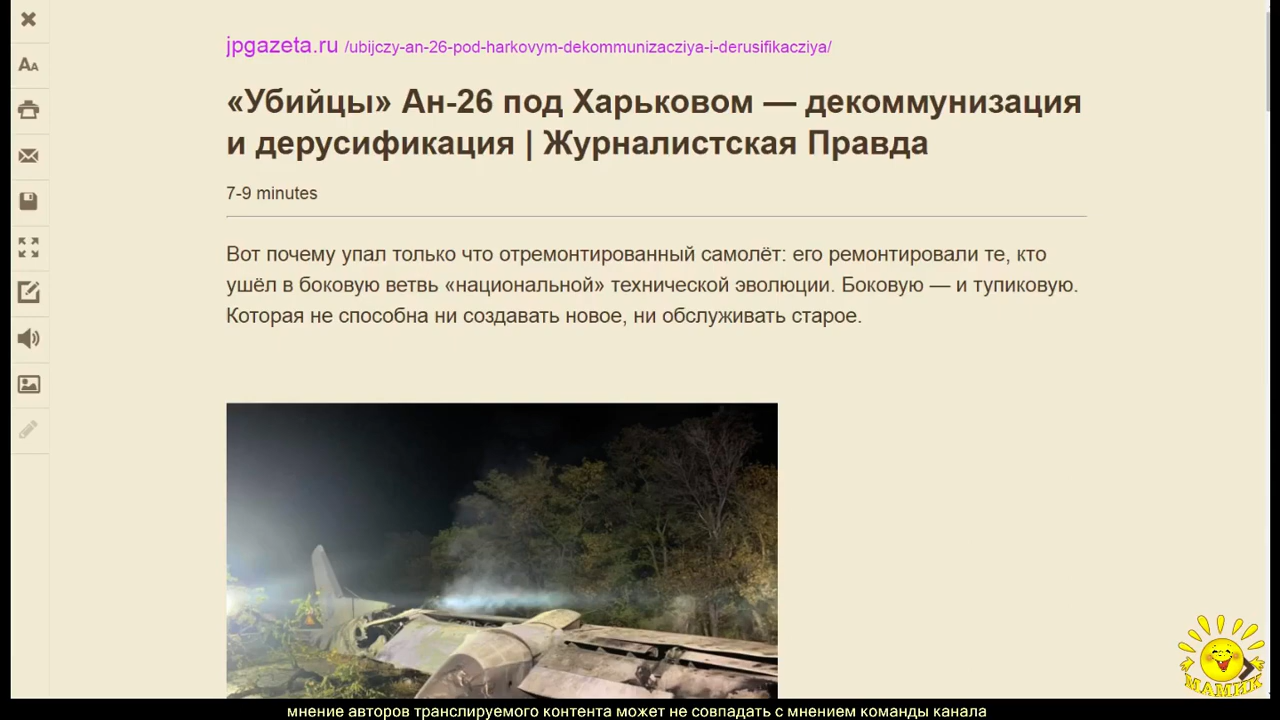 jpgazeta.ru /ubijczy-an-26-pod-harkovym-dekommunizacziya-i-derusifikacziya/
«Убийцы» Ан-26 под Харьковом — декоммунизация
и дерусификация | Журналистская Правда
7-9 minutes
Вот почему упал только что отремонтированный самолёт: его ремонтировали те, кто
ушёл в боковую ветвь «национальной» технической эволюции. Боковую — и тупиковую.
Которая не способна ни создавать новое, ни обслуживать старое.
МАМИК
мнение авторов транслируемого контента может не совпадать с мнением команды канала